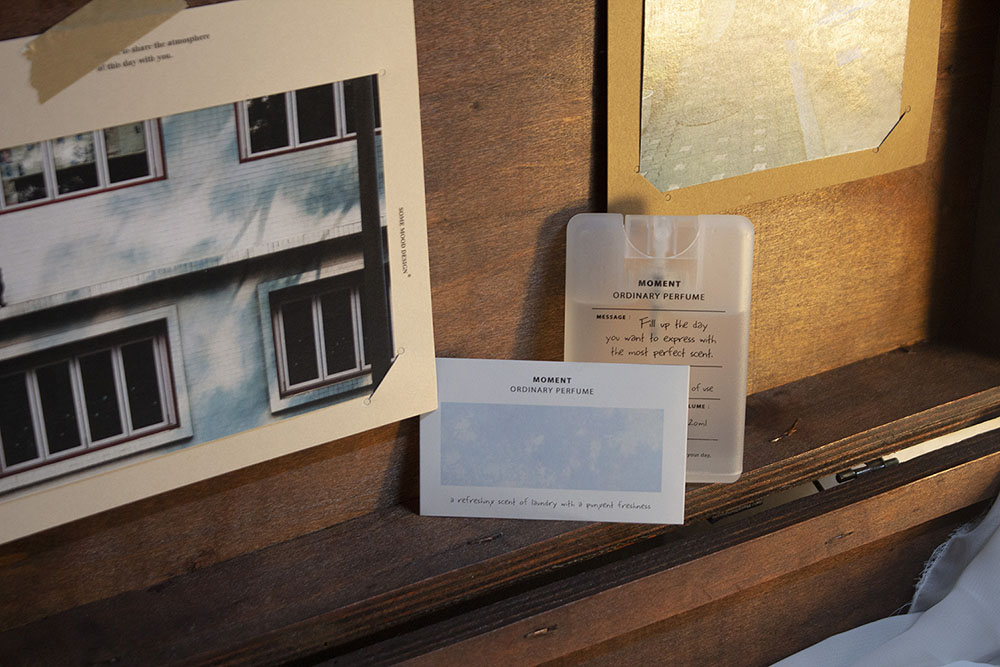 to share the atmosphere
of this day with you.
SOME MOOD DESIGN®
MOMENT
ORDINARY PERFUME
MESSAGE :
Fill up the day
you want to express with
the most perfect scent.
of use
LUME :
20ml
your day.
MOMENT
ORDINARY PERFUME
a refreshing scent of laundry with a pungent freshness